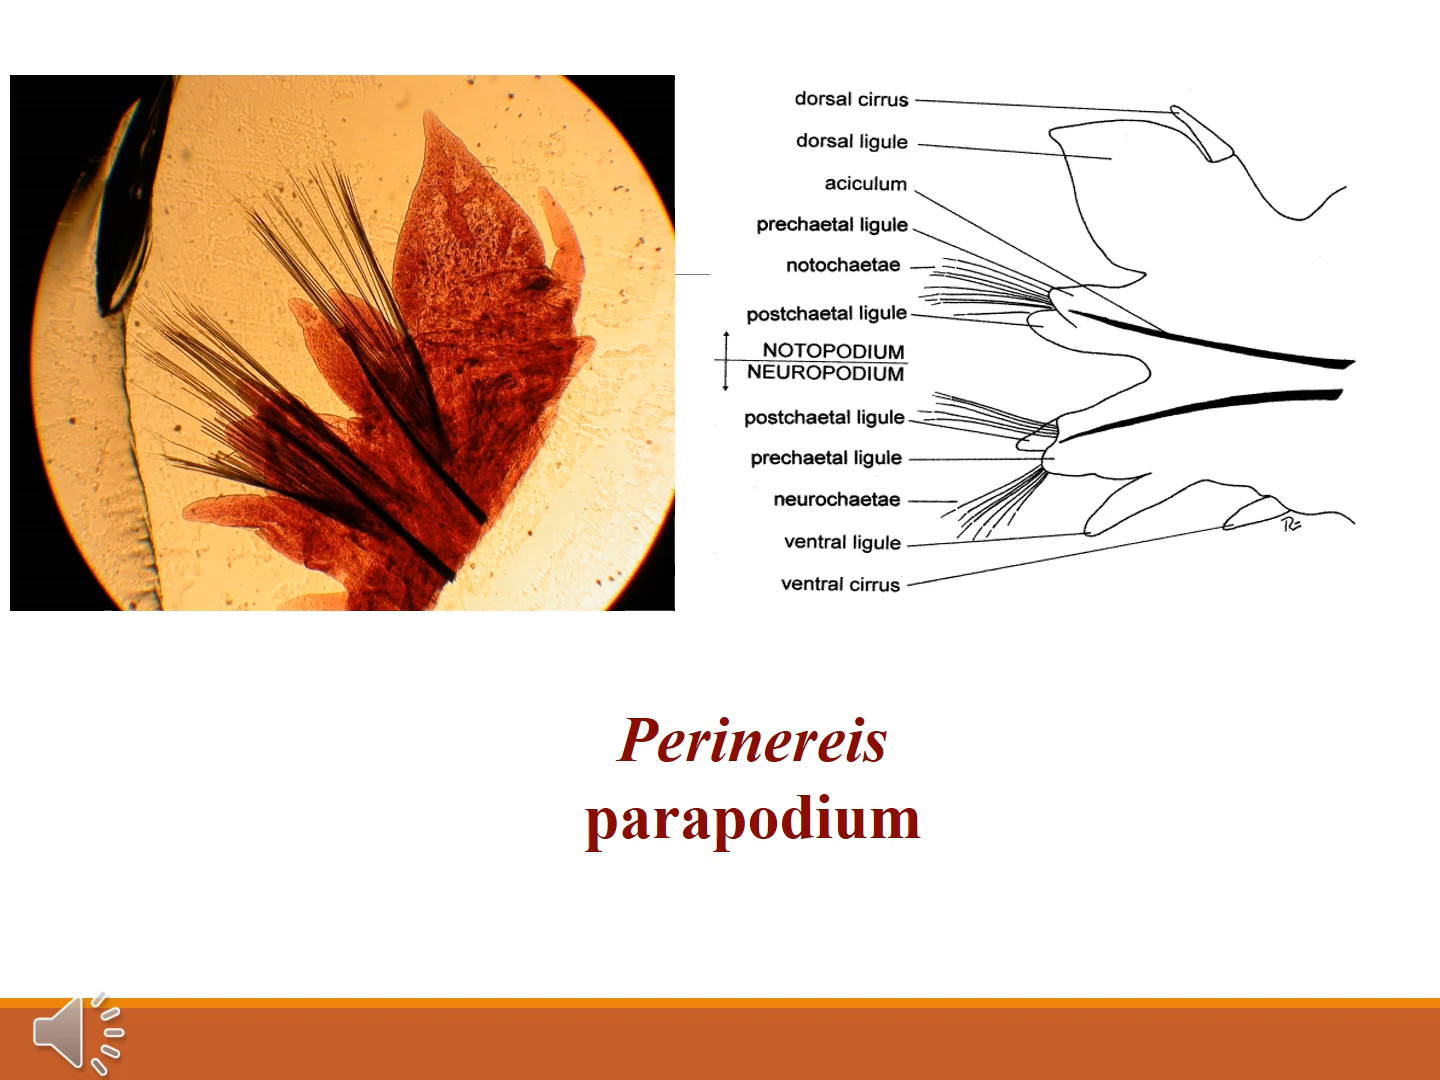 dorsal cirrus
dorsal ligule
aciculum
prechaetal ligule
notochaetae
postchaetal ligule
NOTOPODIUM
NEUROPODIUM
postchaetal ligule
prechaetal ligule
neurochaetae
ventral ligule
ventral cirrus
Perinereis
parapodium